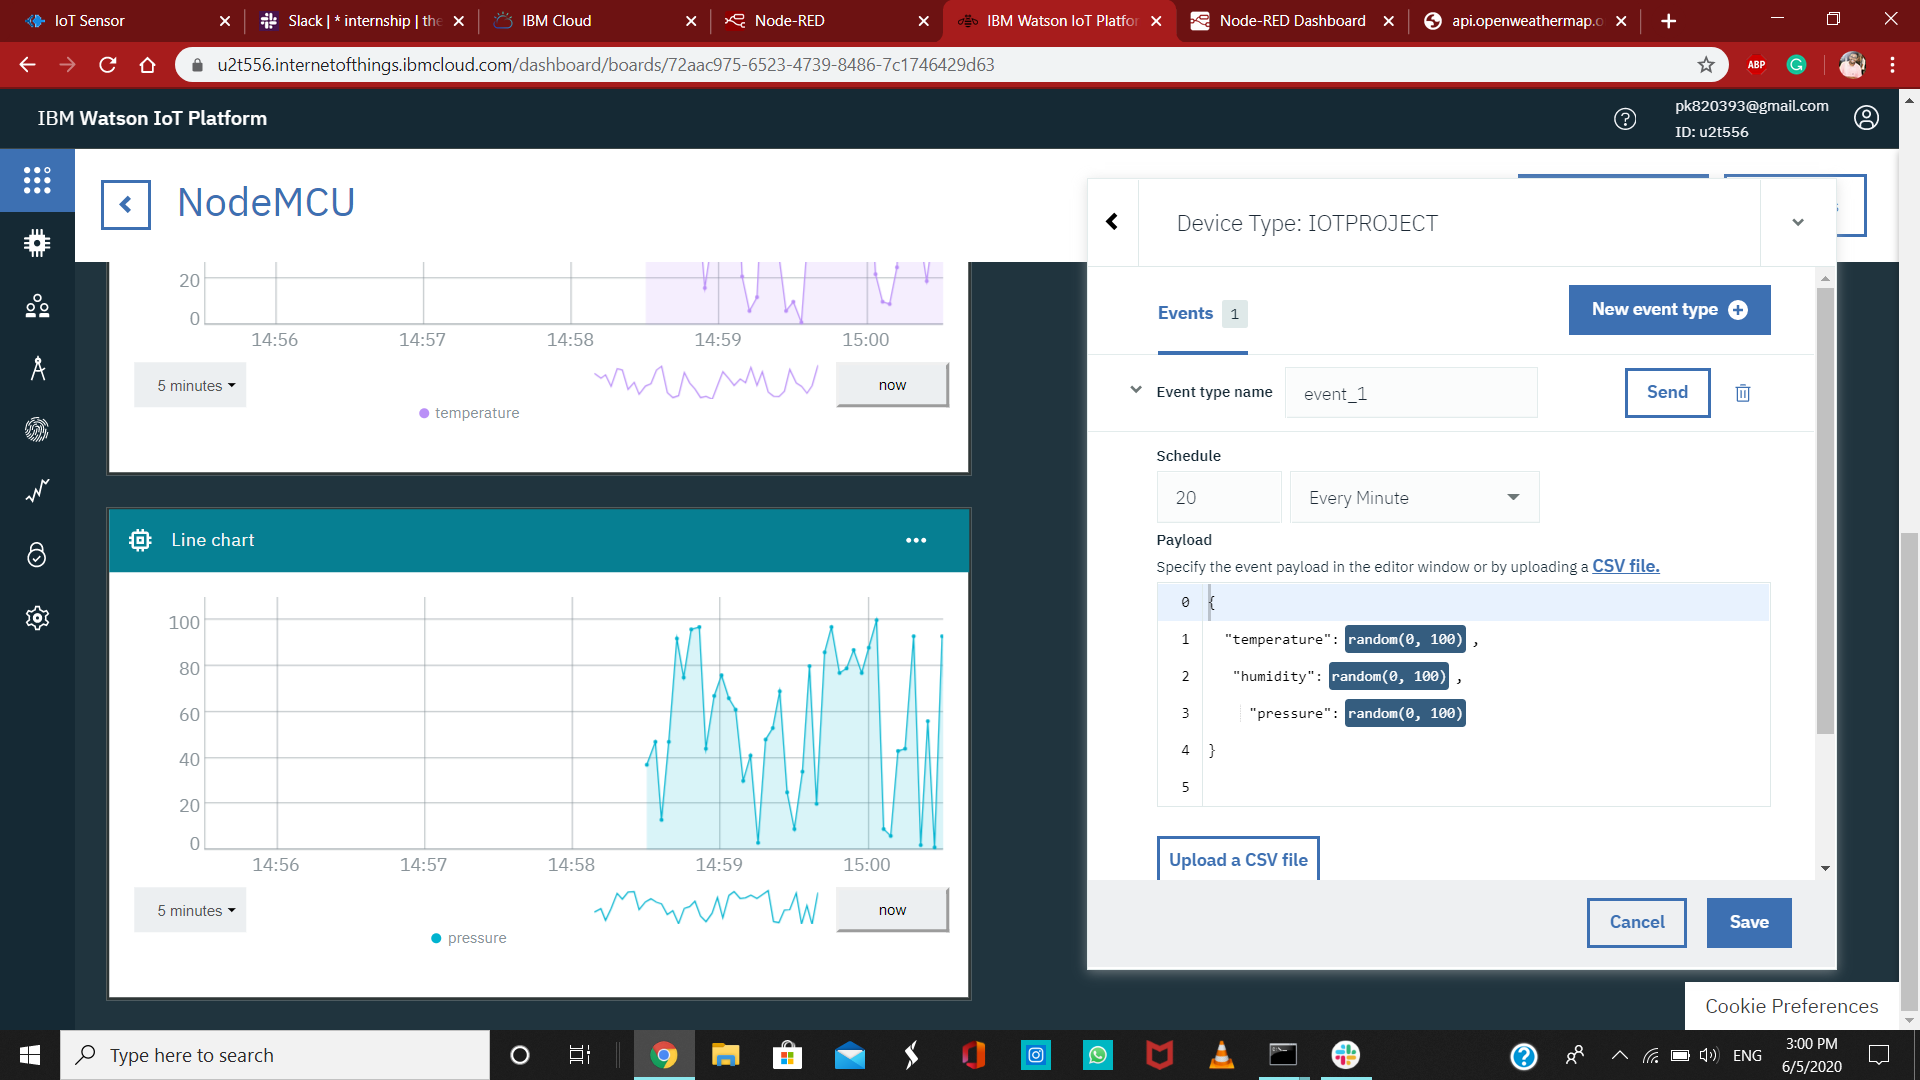 IoT Sensor
Slack | * internship | the
IBM Cloud
Node-RED
IBM Watson IoT Platfor
Node-RED Dashboard
api.openweathermap.o
u2t556.internetofthings.ibmcloud.com/dashboard/boards/72aac975-6523-4739-8486-7c1746429d63
ABP
IBM Watson IoT Platform
pk820393@gmail.com
ID: u2t556
NodeMCU
20
0
14:56 14:57 14:58 14:59 15:00
5 minutes
now
temperature
Line chart
100
80
60
40
20
0
14:56 14:57 14:58 14:59 15:00
5 minutes
now
pressure
Device Type: IOTPROJECT
Events 1
New event type
Event type name event_1
Send
Schedule
20 Every Minute
Payload
Specify the event payload in the editor window or by uploading a CSV file.
0 {
1 "temperature": random(0, 100) ,
2 "humidity": random(0, 100) ,
3 "pressure": random(0, 100)
4 }
5
Upload a CSV file
Cancel
Save
Cookie Preferences
Type here to search
ENG
3:00 PM
6/5/2020